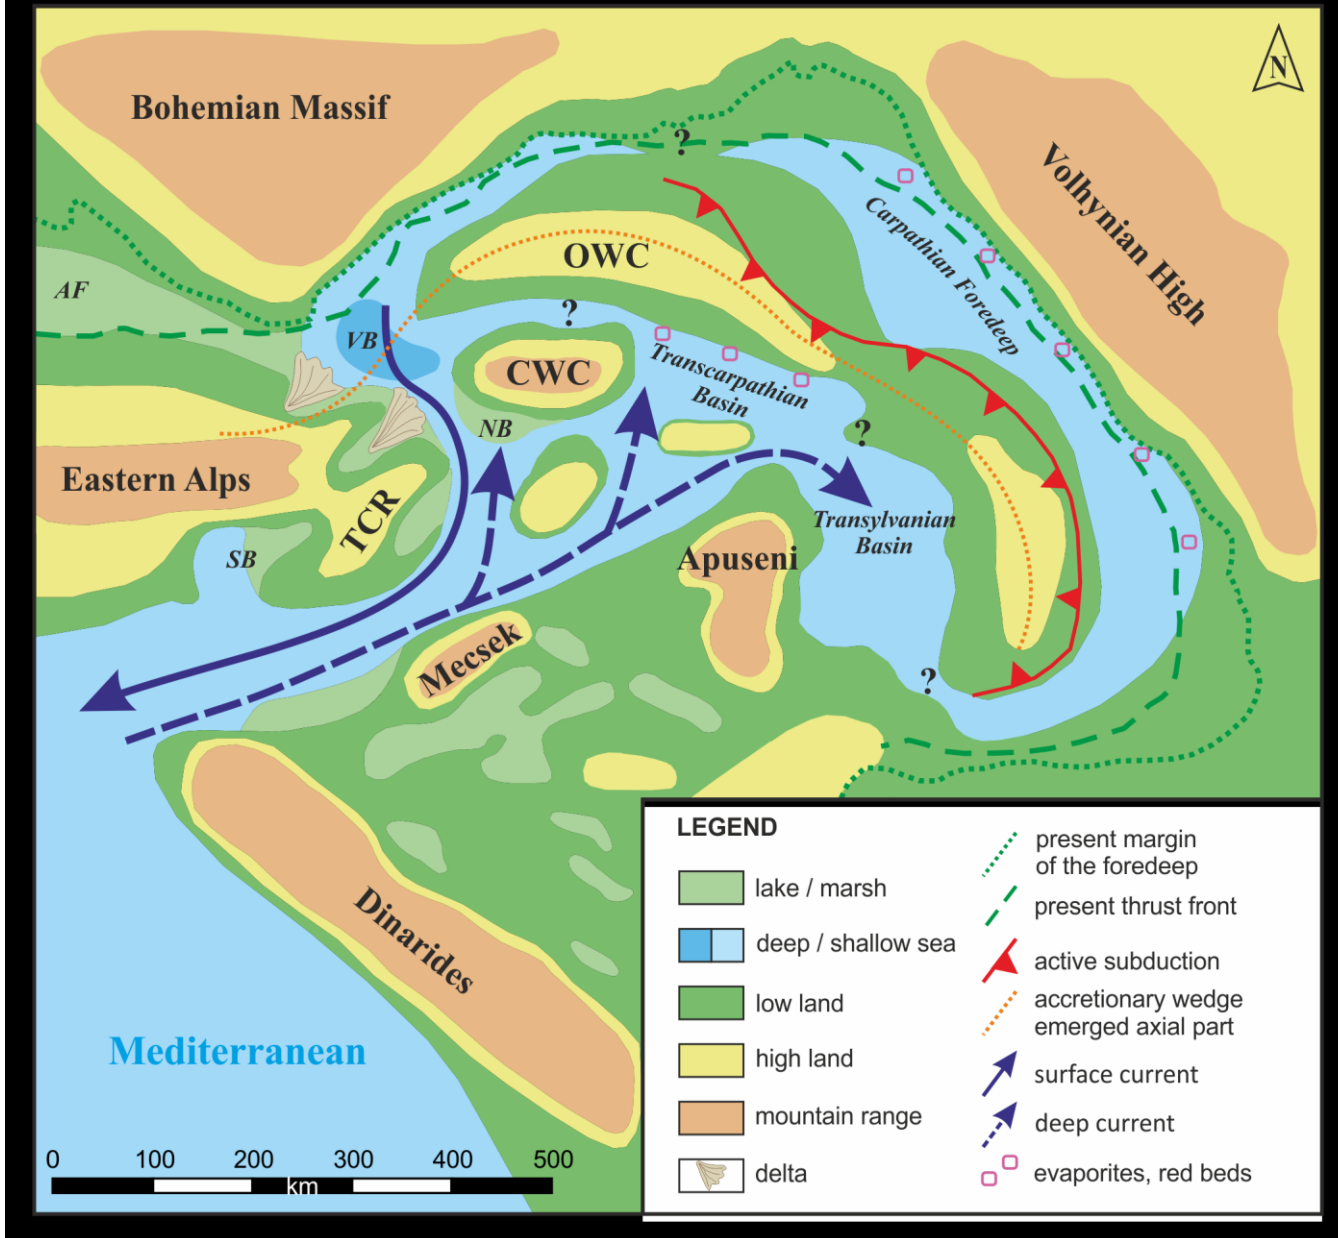 N
Bohemian Massif
Volhynian High
?
Carpathian Foredeep
OWC
AF
?
VB
CWC
Transcarpathian
Basin
NB
?
Eastern Alps
TCR
Transylvanian
Basin
SB
Apuseni
Mecsek
?
Dinarides
Mediterranean
0 100 200 300 400 500
km
LEGEND
lake / marsh
deep / shallow sea
low land
high land
mountain range
delta
present margin
of the foredeep
present thrust front
active subduction
accretionary wedge
emerged axial part
surface current
deep current
evaporites, red beds